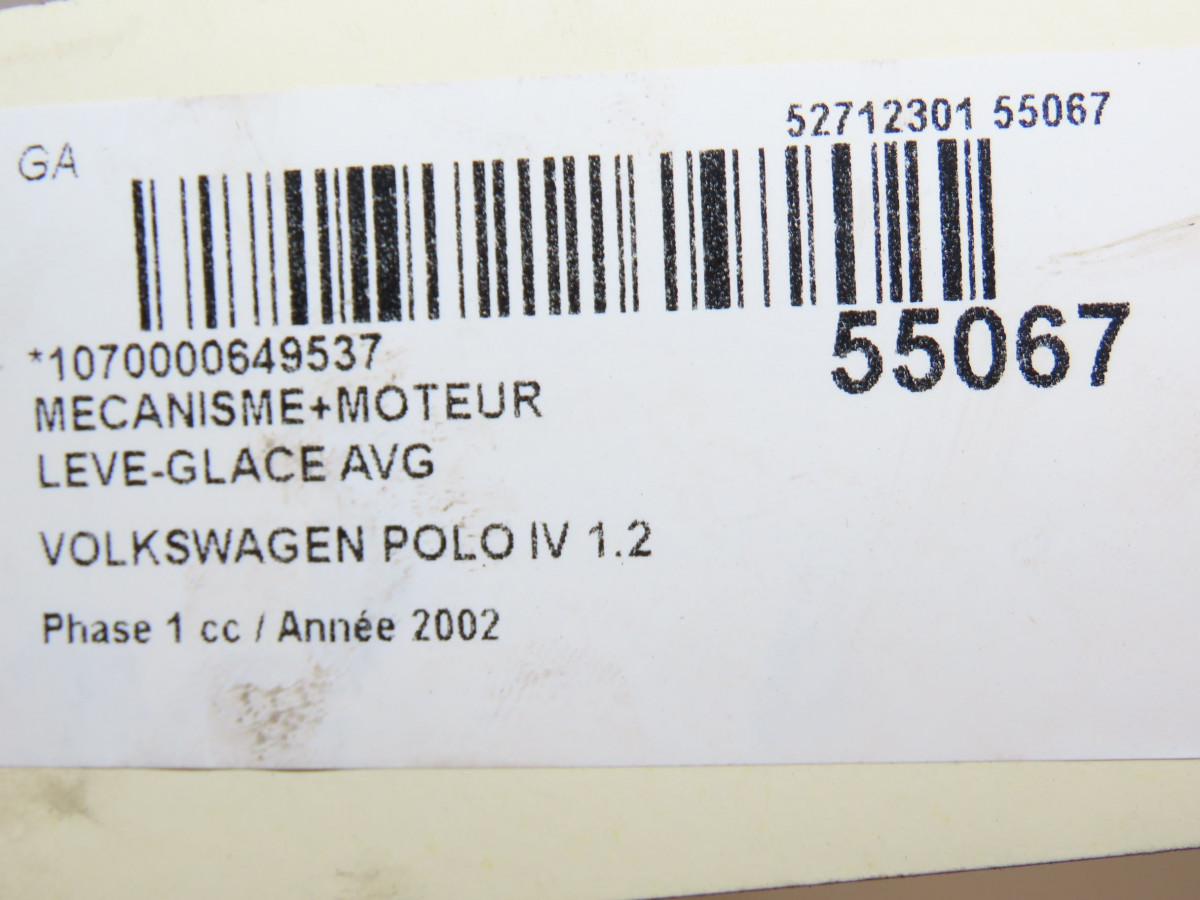 52712301 55067
GA
*1070000649537
55067
MECANISME+MOTEUR
LEVE-GLACE AVG
VOLKSWAGEN POLO IV 1.2
Phase 1 cc / Année 2002